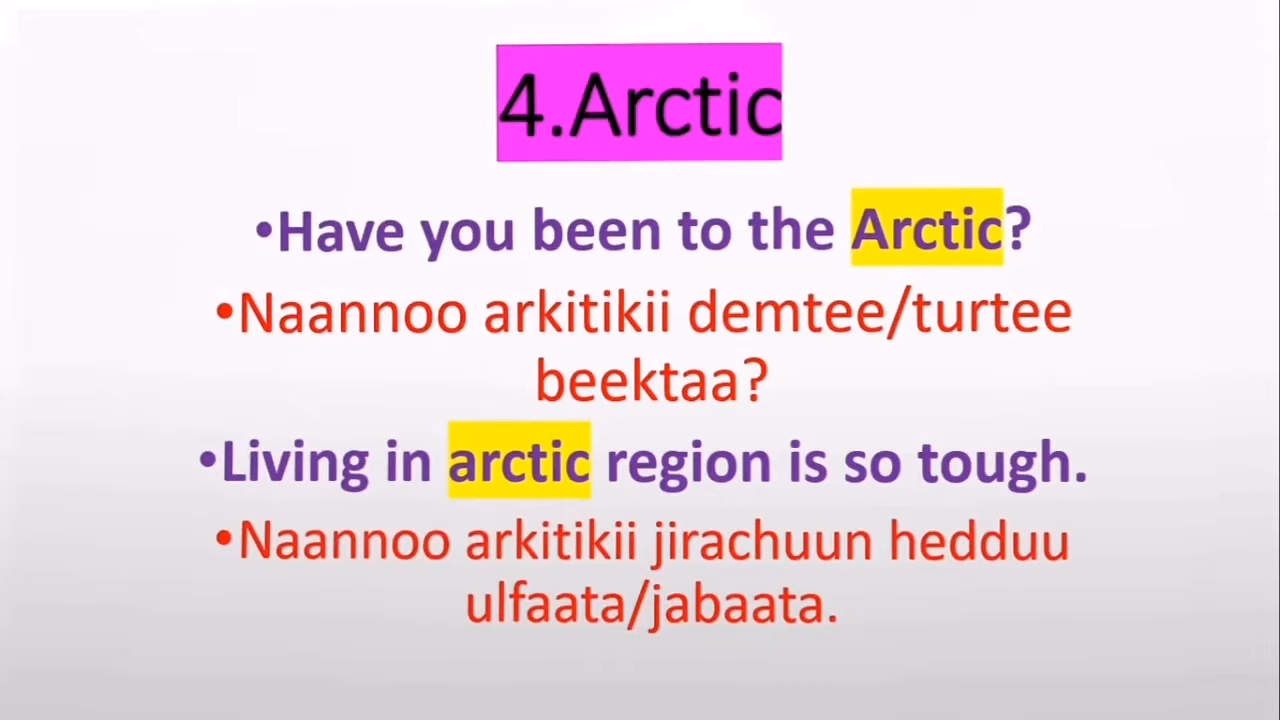 4.Arctic
•Have you been to the Arctic?
•Naannoo arkitikii demtee/turtee
beektaa?
•Living in arctic region is so tough.
•Naannoo arkitikii jirachuun hedduu
ulfaata/jabaata.